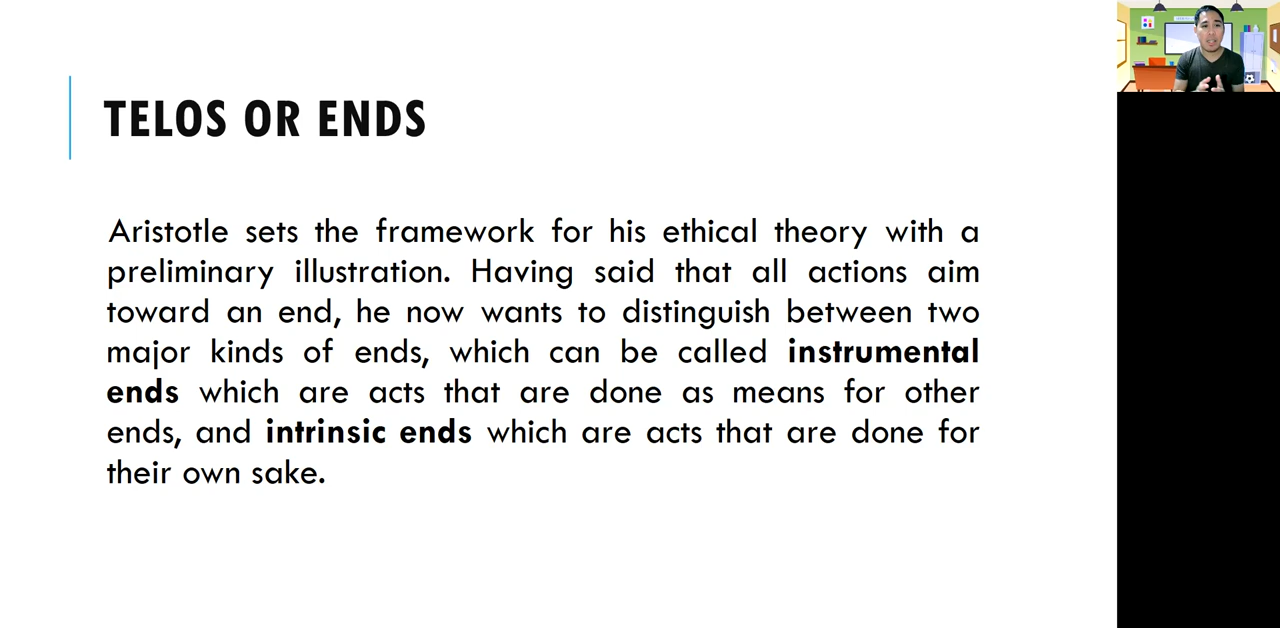 TELOS OR ENDS
Aristotle sets the framework for his ethical theory with a
preliminary illustration. Having said that all actions aim
toward an end, he now wants to distinguish between two
major kinds of ends, which can be called instrumental
ends which are acts that are done as means for other
ends, and intrinsic ends which are acts that are done for
their own sake.